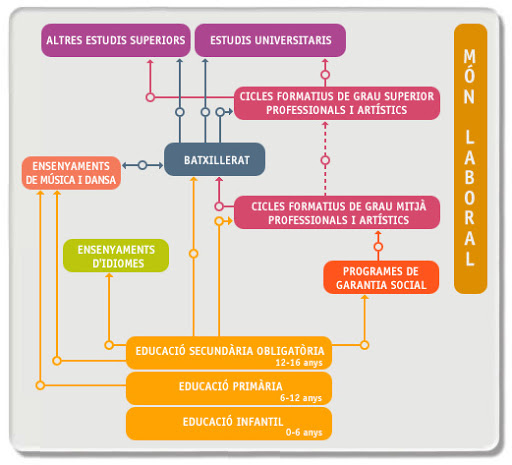 ALTRES ESTUDIS SUPERIORS
ESTUDIS UNIVERSITARIS
MÓN LABORAL
CICLES FORMATIUS DE GRAU SUPERIOR
PROFESSIONALS I ARTÍSTICS
BATXILLERAT
ENSENYAMENTS
DE MÚSICA I DANSA
CICLES FORMATIUS DE GRAU MITJÀ
PROFESSIONALS I ARTÍSTICS
ENSENYAMENTS
D'IDIOMES
PROGRAMES DE
GARANTIA SOCIAL
EDUCACIÓ SECUNDÀRIA OBLIGATÒRIA
12-16 anys
EDUCACIÓ PRIMÀRIA
6-12 anys
EDUCACIÓ INFANTIL
0-6 anys